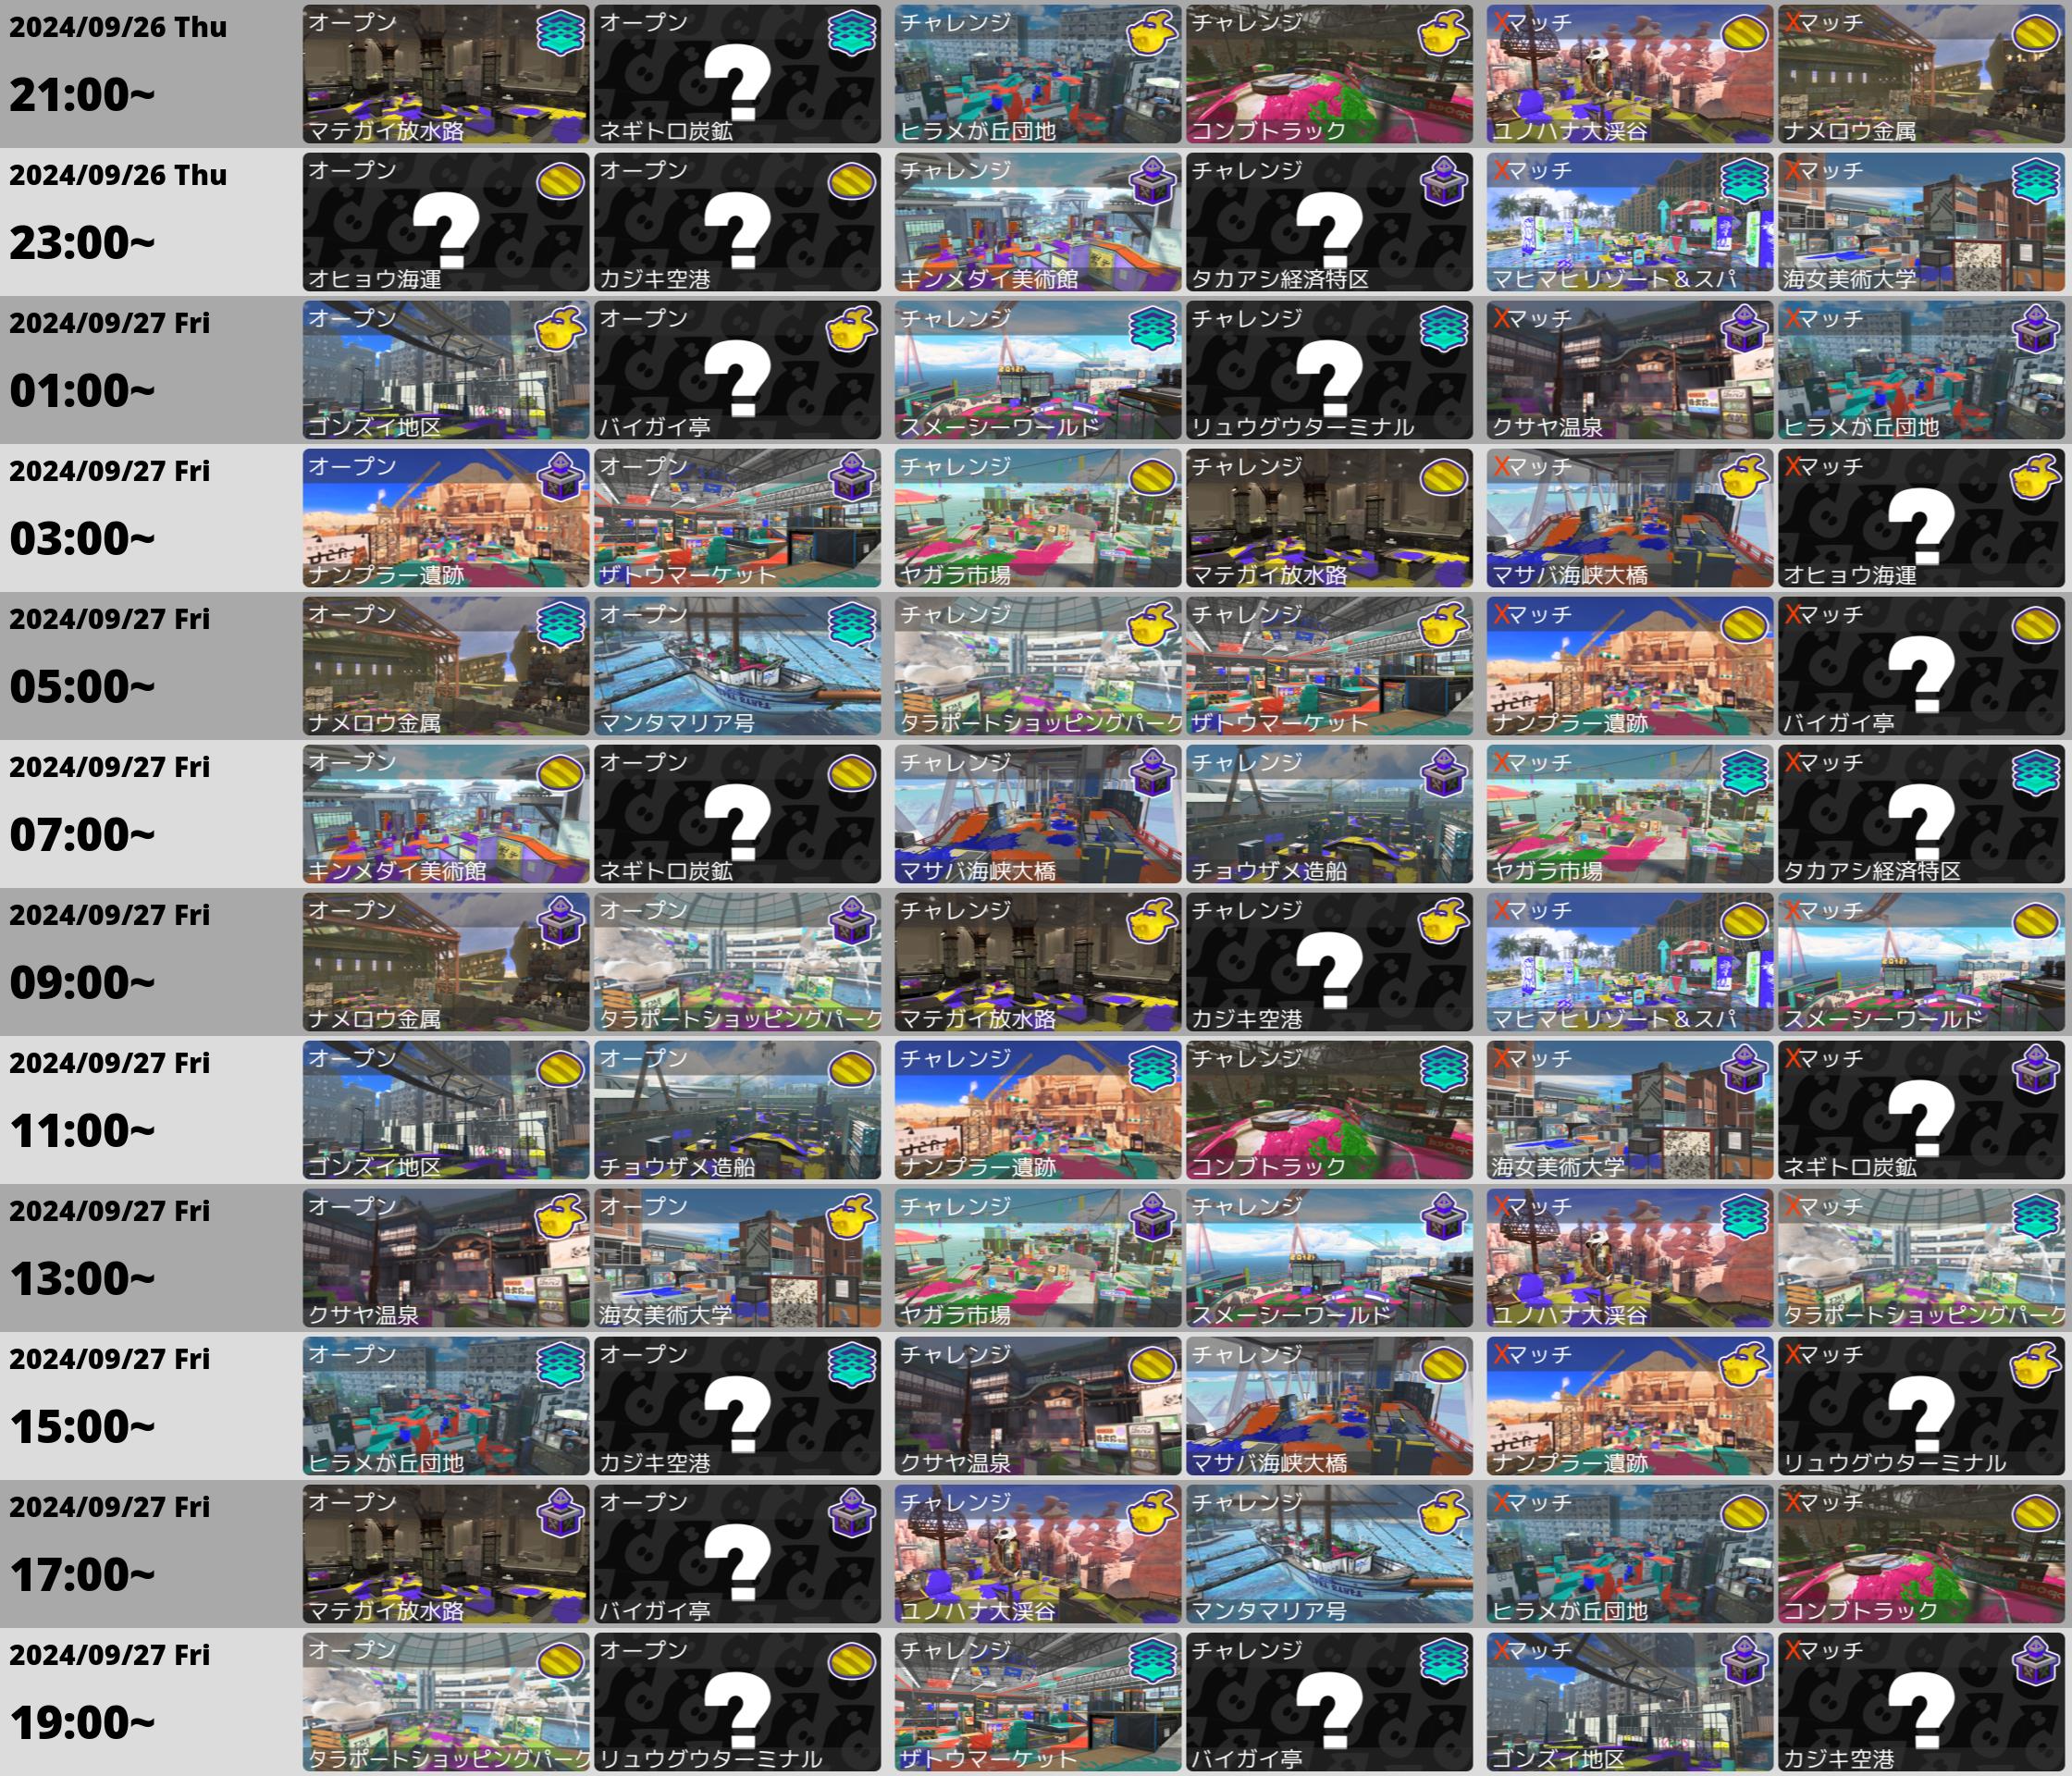 2024/09/26 Thu
21:00~
オープン
マテガイ放水路
オープン
ネギトロ炭鉱
チャレンジ
ヒラメが丘団地
チャレンジ
コンブトラック
Xマッチ
ユノハナ大渓谷
Xマッチ
ナメロウ金属
2024/09/26 Thu
23:00~
オープン
オヒョウ海運
オープン
カジキ空港
チャレンジ
キンメダイ美術館
チャレンジ
タカアシ経済特区
Xマッチ
マヒマヒリゾート&スパ
Xマッチ
海女美術大学
2024/09/27 Fri
01:00~
オープン
ゴンズイ地区
オープン
バイガイ亭
チャレンジ
スメーシーワールド
チャレンジ
リュウグウターミナル
Xマッチ
クサヤ温泉
Xマッチ
ヒラメが丘団地
2024/09/27 Fri
03:00~
オープン
ナンプラー遺跡
オープン
ザトウマーケット
チャレンジ
ヤガラ市場
チャレンジ
マテガイ放水路
Xマッチ
マサバ海峡大橋
Xマッチ
オヒョウ海運
2024/09/27 Fri
05:00~
オープン
ナメロウ金属
オープン
マンタマリア号
チャレンジ
タラポートショッピングパーク
チャレンジ
ザトウマーケット
Xマッチ
ナンプラー遺跡
Xマッチ
バイガイ亭
2024/09/27 Fri
07:00~
オープン
キンメダイ美術館
オープン
ネギトロ炭鉱
チャレンジ
マサバ海峡大橋
チャレンジ
チョウザメ造船
Xマッチ
ヤガラ市場
Xマッチ
タカアシ経済特区
2024/09/27 Fri
09:00~
オープン
ナメロウ金属
オープン
タラポートショッピングパーク
チャレンジ
マテガイ放水路
チャレンジ
カジキ空港
Xマッチ
マヒマヒリゾート&スパ
Xマッチ
スメーシーワールド
2024/09/27 Fri
11:00~
オープン
ゴンズイ地区
オープン
チョウザメ造船
チャレンジ
ナンプラー遺跡
チャレンジ
コンブトラック
Xマッチ
海女美術大学
Xマッチ
ネギトロ炭鉱
2024/09/27 Fri
13:00~
オープン
クサヤ温泉
オープン
海女美術大学
チャレンジ
ヤガラ市場
チャレンジ
スメーシーワールド
Xマッチ
ユノハナ大渓谷
Xマッチ
タラポートショッピングパーク
2024/09/27 Fri
15:00~
オープン
ヒラメが丘団地
オープン
カジキ空港
チャレンジ
クサヤ温泉
チャレンジ
マサバ海峡大橋
Xマッチ
ナンプラー遺跡
Xマッチ
リュウグウターミナル
2024/09/27 Fri
17:00~
オープン
マテガイ放水路
オープン
バイガイ亭
チャレンジ
ユノハナ大渓谷
チャレンジ
マンタマリア号
Xマッチ
ヒラメが丘団地
Xマッチ
コンブトラック
2024/09/27 Fri
19:00~
オープン
タラポートショッピングパーク
オープン
リュウグウターミナル
チャレンジ
ザトウマーケット
チャレンジ
バイガイ亭
Xマッチ
ゴンズイ地区
Xマッチ
カジキ空港